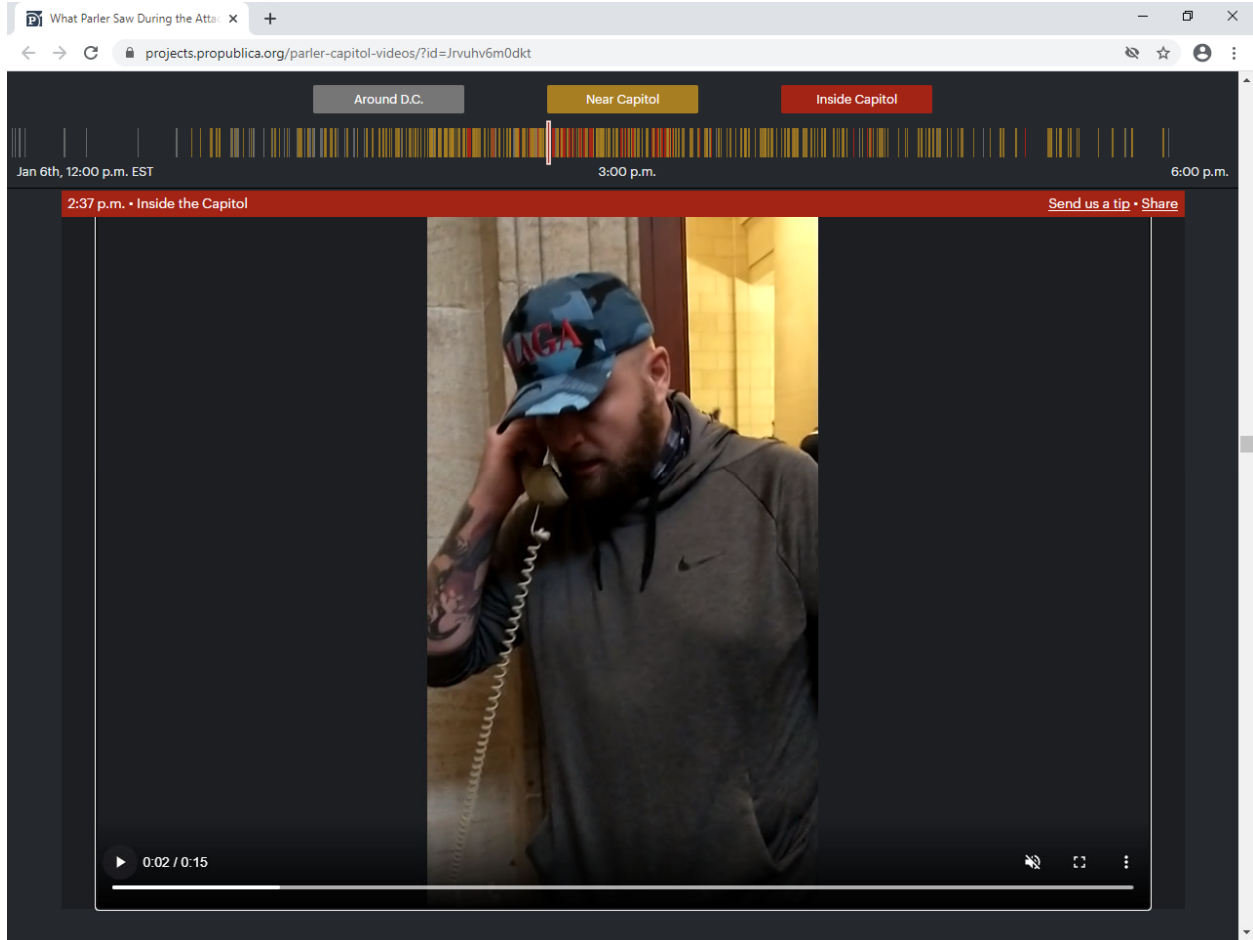 What Parler Saw During the Attac
projects.propublica.org/parler-capitol-videos/?id=Jrvuhv6m0dkt
Around D.C.
Near Capitol
Inside Capitol
Jan 6th, 12:00 p.m. EST
3:00 p.m.
6:00 p.m.
2:37 p.m. • Inside the Capitol
Send us a tip • Share
MAGA
0:02 / 0:15